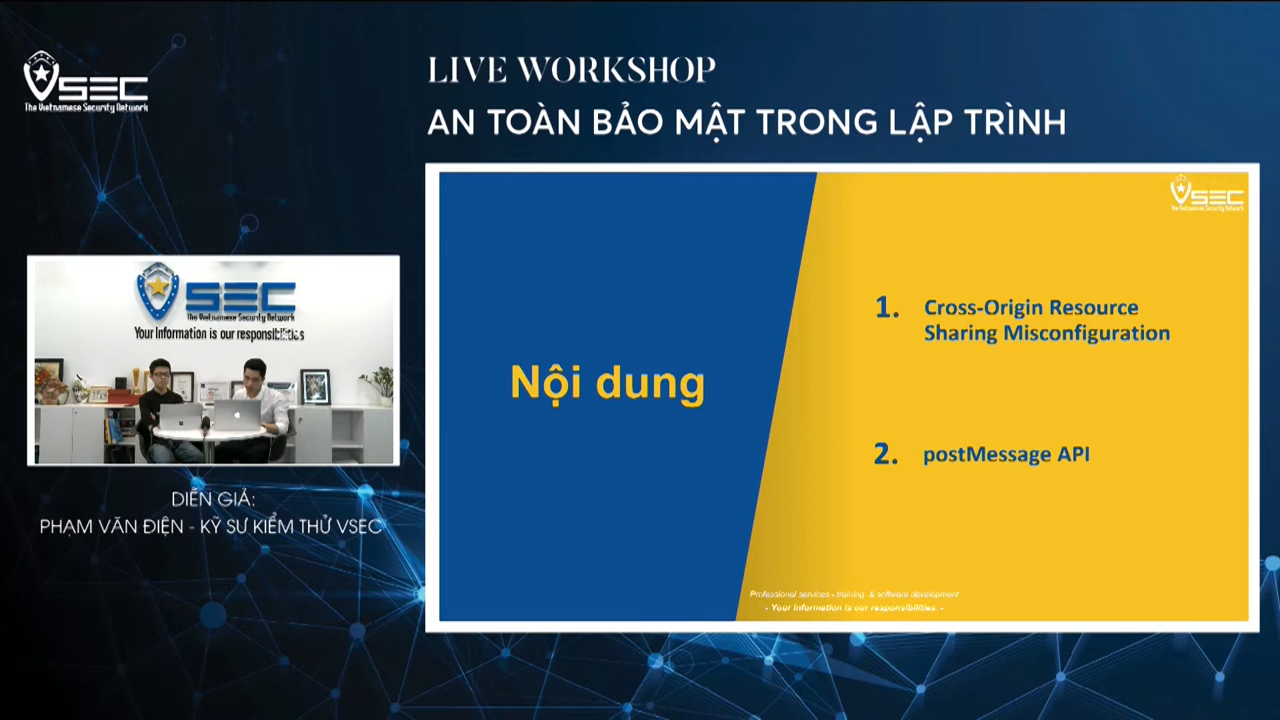 VSEC
The Vietnamese Security Network
LIVE WORKSHOP
AN TOÀN BẢO MẬT TRONG LẬP TRÌNH
VSEC
The Vietnamese Security Network
Your Information is our responsibilities
DIỄN GIẢ:
PHẠM VĂN ĐIỆN - KỸ SƯ KIỂM THỬ VSEC
VSEC
The Vietnamese Security Network
Nội dung
1. Cross-Origin Resource
Sharing Misconfiguration
2. postMessage API
Professional services - training & software development
- Your information is our responsibilities. -